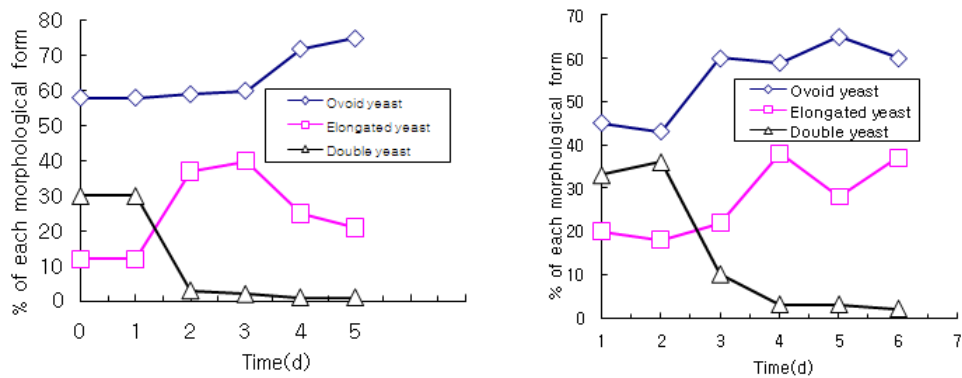 % of each morphological form
80
70
60
50
40
30
20
10
0
Ovoid yeast
Elongated yeast
Double yeast
0 1 2 3 4 5
Time(d)
% of each morphological form
70
60
50
40
30
20
10
0
Ovoid yeast
Elongated yeast
Double yeast
1 2 3 4 5 6 7
Time(d)